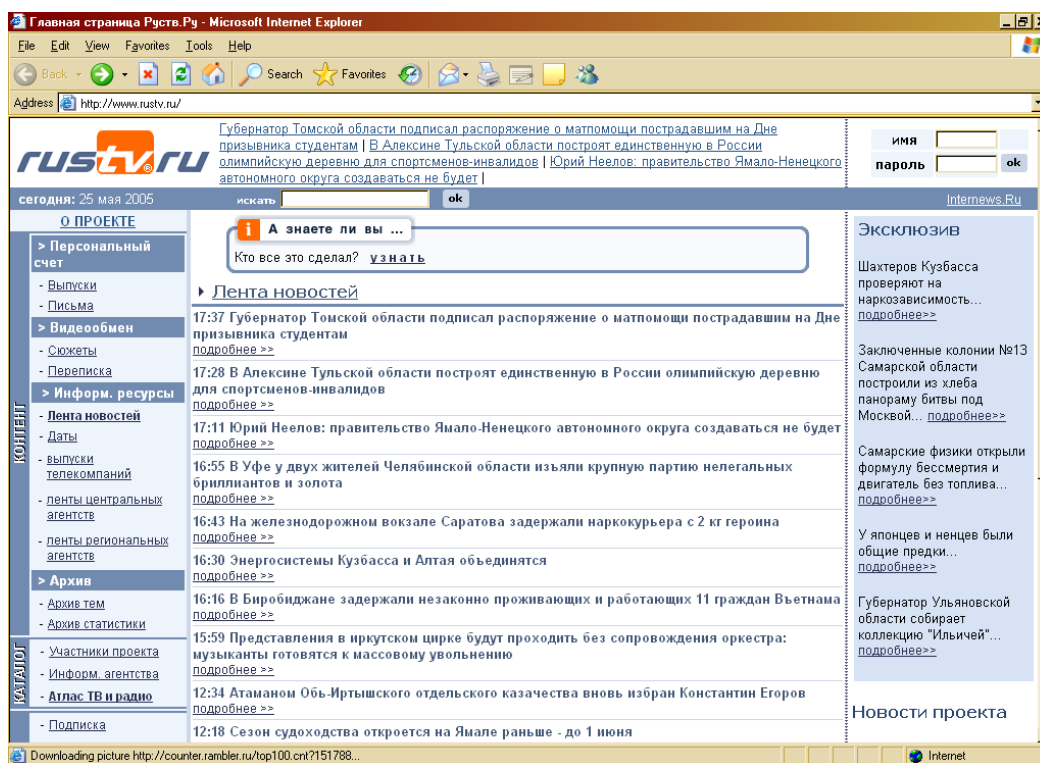 Главная страница Руств.Ру - Microsoft Internet Explorer
File Edit View Favorites Tools Help
Back Search Favorites
Address http://www.rustv.ru/
rustv.ru
Губернатор Томской области подписал распоряжение о матпомощи пострадавшим на Дне
призывника студентам | В Алексине Тульской области построят единственную в России
олимпийскую деревню для спортсменов-инвалидов | Юрий Неелов: правительство Ямало-Ненецкого
автономного округа создаваться не будет |
имя
пароль ok
сегодня: 25 мая 2005 искать ok Internews.Ru
О ПРОЕКТЕ
КОНТЕНТ
> Персональный
счет
- Выпуски
- Письма
> Видеообмен
- Сюжеты
- Переписка
> Информ. ресурсы
- Лента новостей
- Даты
- выпуски
телекомпаний
- ленты центральных
агентств
- ленты региональных
агентств
> Архив
- Архив тем
- Архив статистики
КАТАЛОГ
- Участники проекта
- Информ. агентства
- Атлас ТВ и радио
- Подписка
i А знаете ли вы ...
Кто все это сделал? узнать
Лента новостей
17:37 Губернатор Томской области подписал распоряжение о матпомощи пострадавшим на Дне
призывника студентам
подробнее >>
17:28 В Алексине Тульской области построят единственную в России олимпийскую деревню
для спортсменов-инвалидов
подробнее >>
17:11 Юрий Неелов: правительство Ямало-Ненецкого автономного округа создаваться не будет
подробнее >>
16:55 В Уфе у двух жителей Челябинской области изъяли крупную партию нелегальных
бриллиантов и золота
подробнее >>
16:43 На железнодорожном вокзале Саратова задержали наркокурьера с 2 кг героина
подробнее >>
16:30 Энергосистемы Кузбасса и Алтая объединятся
подробнее >>
16:16 В Биробиджане задержали незаконно проживающих и работающих 11 граждан Вьетнама
подробнее >>
15:59 Представления в иркутском цирке будут проходить без сопровождения оркестра:
музыканты готовятся к массовому увольнению
подробнее >>
12:34 Атаманом Обь-Иртышского отдельского казачества вновь избран Константин Егоров
подробнее >>
12:18 Сезон судоходства откроется на Ямале раньше - до 1 июня
Эксклюзив
Шахтеров Кузбасса
проверяют на
наркозависимость...
подробнее>>
Заключенные колонии №13
Самарской области
построили из хлеба
панораму битвы под
Москвой... подробнее>>
Самарские физики открыли
формулу бессмертия и
двигатель без топлива...
подробнее>>
У японцев и ненцев были
общие предки...
подробнее>>
Губернатор Ульяновской
области собирает
коллекцию "Ильичей"...
подробнее>>
Новости проекта
Downloading picture http://counter.rambler.ru/top100.cnt?151788... Internet